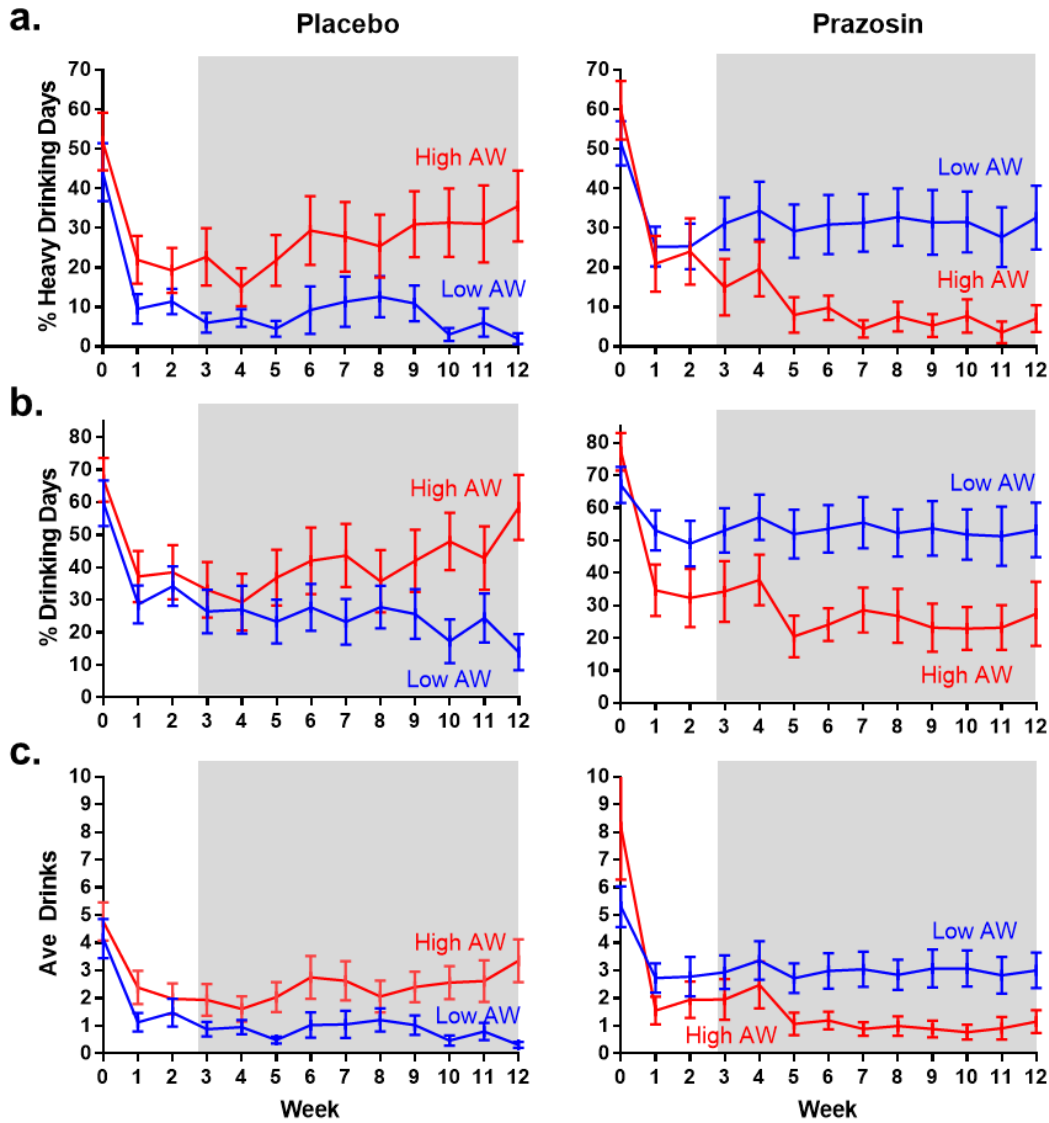 a.
Placebo
Prazosin
% Heavy Drinking Days
70
60
50
40
30
20
10
0
High AW
Low AW
0 1 2 3 4 5 6 7 8 9 10 11 12
70
60
50
40
30
20
10
0
Low AW
High AW
0 1 2 3 4 5 6 7 8 9 10 11 12
b.
% Drinking Days
80
70
60
50
40
30
20
10
0
High AW
Low AW
0 1 2 3 4 5 6 7 8 9 10 11 12
80
70
60
50
40
30
20
10
0
Low AW
High AW
0 1 2 3 4 5 6 7 8 9 10 11 12
c.
Ave Drinks
10
9
8
7
6
5
4
3
2
1
0
High AW
Low AW
0 1 2 3 4 5 6 7 8 9 10 11 12
Week
10
9
8
7
6
5
4
3
2
1
0
Low AW
High AW
0 1 2 3 4 5 6 7 8 9 10 11 12
Week